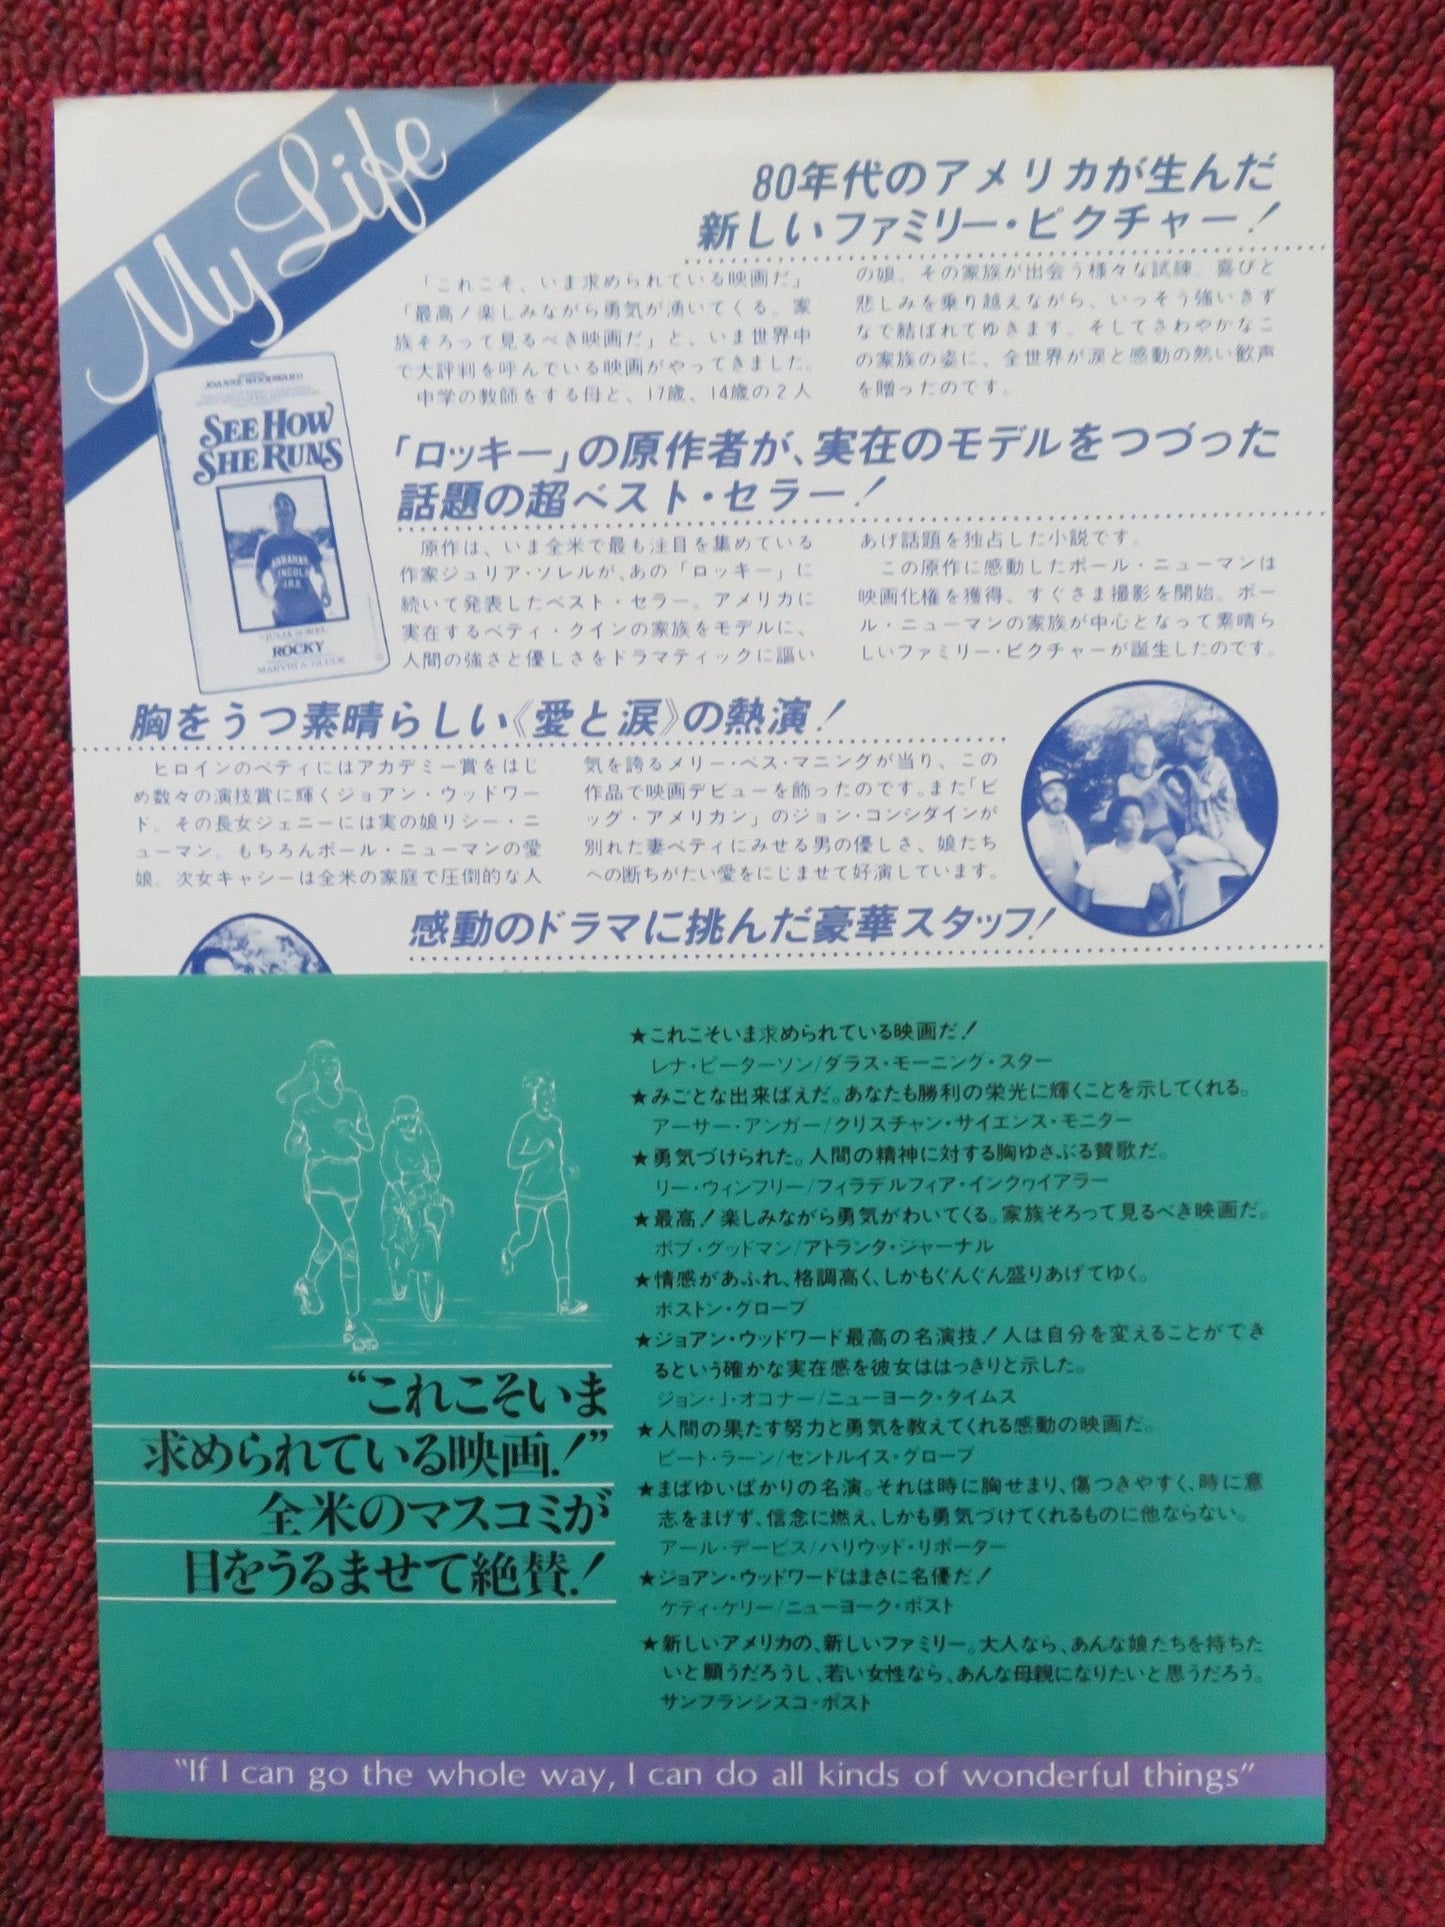 My Life
80年代のアメリカが生んだ
新しいファミリー・ピクチャー!
「これこそ、いま求められている映画だ」
「最高!楽しみながら勇気が湧いてくる。家
族そろって見るべき映画だ」と、いま世界中
で大評判を呼んでいる映画がやってきました。
中学の教師をする母と、17歳、14歳の2人
の娘。その家族が出会う様々な試練。喜びと
悲しみを乗り越えながら、いっそう強いきず
なで結ばれてゆきます。そしてさわやかなこ
の家族の姿に、全世界が涙と感動の熱い歓声
を贈ったのです。
JOANNE WOODWARD
SEE HOW
SHE RUNS
ABRAHAM
LINCOLN
JULIA SOREL
ROCKY
MARVIN A. GLUCK
「ロッキー」の原作者が、実在のモデルをつづった
話題の超ベスト・セラー!
原作は、いま全米で最も注目を集めている
作家ジュリア・ソレルが、あの「ロッキー」に
続いて発表したベスト・セラー。アメリカに
実在するベティ・クインの家族をモデルに、
人間の強さと優しさをドラマティックに謳い
あげ話題を独占した小説です。
この原作に感動したポール・ニューマンは
映画化権を獲得、すぐさま撮影を開始。ポー
ル・ニューマンの家族が中心となって素晴ら
しいファミリー・ピクチャーが誕生したのです。
胸をうつ素晴らしい《愛と涙》の熱演!
ヒロインのベティにはアカデミー賞をはじ
め数々の演技賞に輝くジョアン・ウッドワー
ド。その長女ジェニーには実の娘リシー・ニ
ューマン。もちろんポール・ニューマンの愛
娘。次女キャシーは全米の家庭で圧倒的な人
気を誇るメリー・ベス・マニングが当り、この
作品で映画デビューを飾ったのです。また「ビ
ッグ・アメリカン」のジョン・コンシダインが
別れた妻ベティにみせる男の優しさ、娘たち
への断ちがたい愛をにじませて好演しています。
感動のドラマに挑んだ豪華スタッフ!
★これこそいま求められている映画だ!
レナ・ピーターソン/ダラス・モーニング・スター
★みごとな出来ばえだ。あなたも勝利の栄光に輝くことを示してくれる。
アーサー・アンガー/クリスチャン・サイエンス・モニター
★勇気づけられた。人間の精神に対する胸ゆさぶる賛歌だ。
リー・ウィンフリー/フィラデルフィア・インクヮイアラー
★最高!楽しみながら勇気がわいてくる。家族そろって見るべき映画だ。
ボブ・グッドマン/アトランタ・ジャーナル
★情感があふれ、格調高く、しかもぐんぐん盛りあげてゆく。
ボストン・グローブ
★ジョアン・ウッドワード最高の名演技!人は自分を変えることができ
るという確かな実在感を彼女ははっきりと示した。
ジョン・J・オコナー/ニューヨーク・タイムス
★人間の果たす努力と勇気を教えてくれる感動の映画だ。
ピート・ラーン/セントルイス・グローブ
★まばゆいばかりの名演。それは時に胸せまり、傷つきやすく、時に意
志をまげず、信念に燃え、しかも勇気づけてくれるものに他ならない。
アール・デービス/ハリウッド・リポーター
★ジョアン・ウッドワードはまさに名優だ!
ケティ・ケリー/ニューヨーク・ポスト
★新しいアメリカの、新しいファミリー。大人なら、あんな娘たちを持ちた
いと願うだろうし、若い女性なら、あんな母親になりたいと思うだろう。
サンフランシスコ・ポスト
“これこそいま
求められている映画!”
全米のマスコミが
目をうるませて絶賛!
“If I can go the whole way, I can do all kinds of wonderful things”